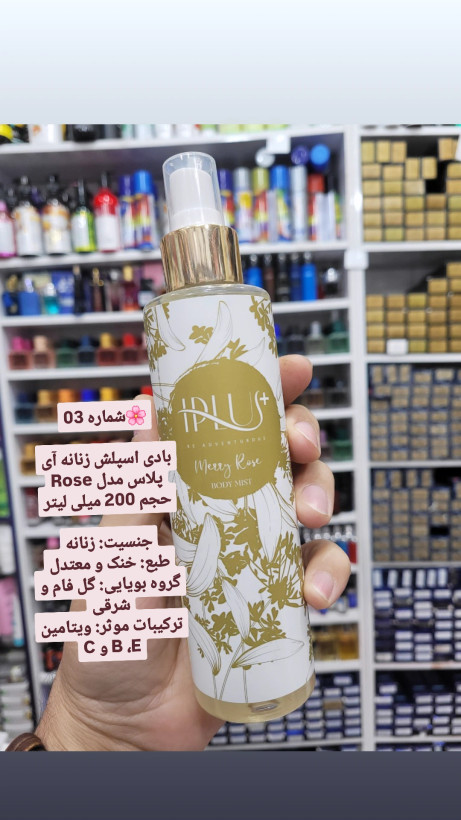 شماره 03🌸
بادی اسپلش زنانه آی
پلاس مدل Rose
حجم 200 میلی لیتر
جنسیت: زنانه
طبع: خنک و معتدل
گروه بویایی: گل فام و
شرقی
ترکیبات موثر: ویتامین
B ،E و C
IPLUS+
BE ADVENTUROUS
Merry Rose
BODY MIST